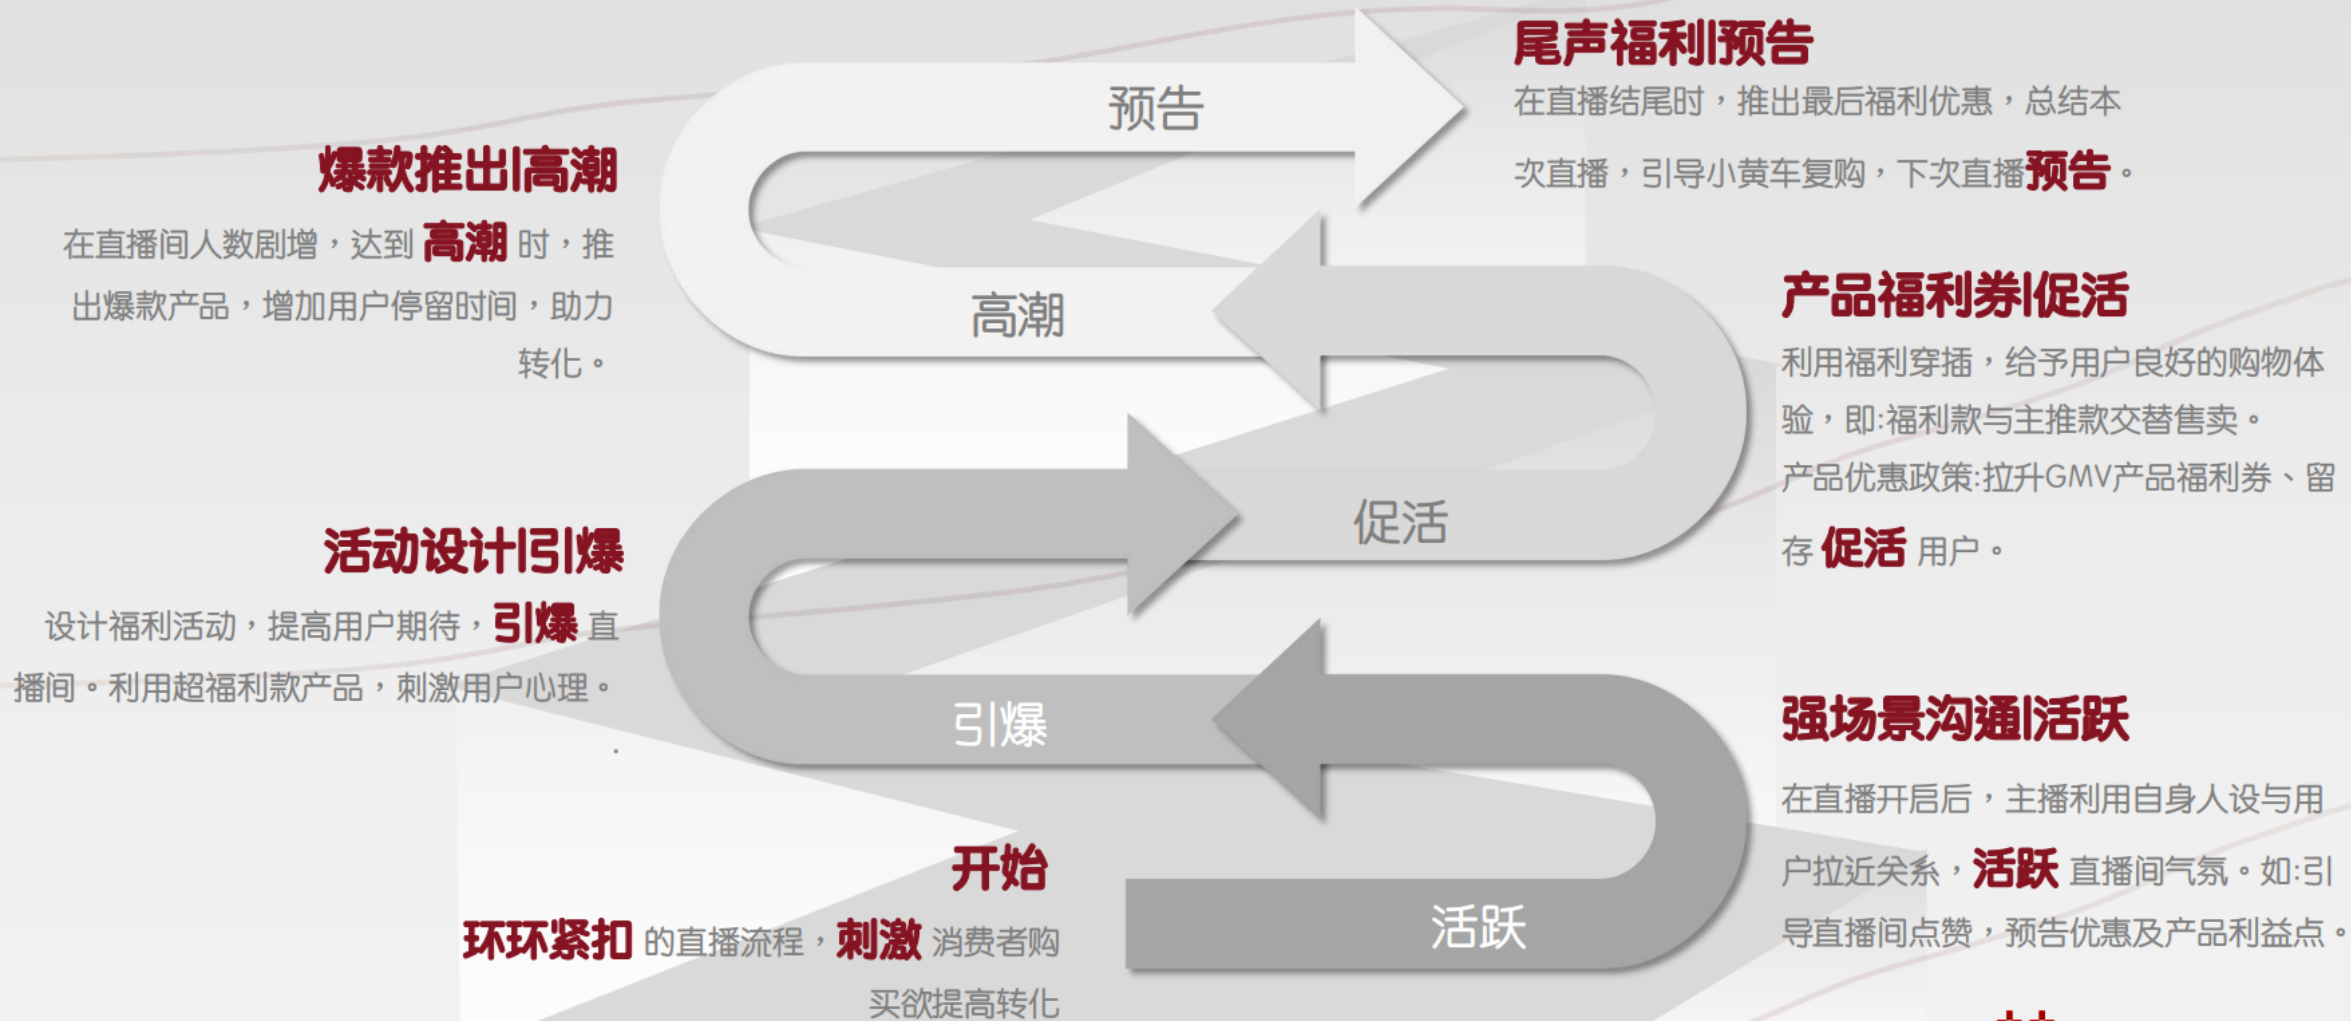 尾声福利|预告
在直播结尾时，推出最后福利优惠，总结本
次直播，引导小黄车复购，下次直播预告。
预告
爆款推出|高潮
在直播间人数剧增，达到 高潮 时，推
出爆款产品，增加用户停留时间，助力
转化。
高潮
产品福利券|促活
利用福利穿插，给予用户良好的购物体
验，即:福利款与主推款交替售卖。
产品优惠政策:拉升GMV产品福利券、留
存 促活 用户。
促活
活动设计|引爆
设计福利活动，提高用户期待，引爆 直
播间。利用超福利款产品，刺激用户心理。
.
引爆
强场景沟通|活跃
在直播开启后，主播利用自身人设与用
户拉近关系，活跃 直播间气氛。如:引
导直播间点赞，预告优惠及产品利益点。
活跃
开始
环环紧扣 的直播流程，刺激 消费者购
买欲提高转化